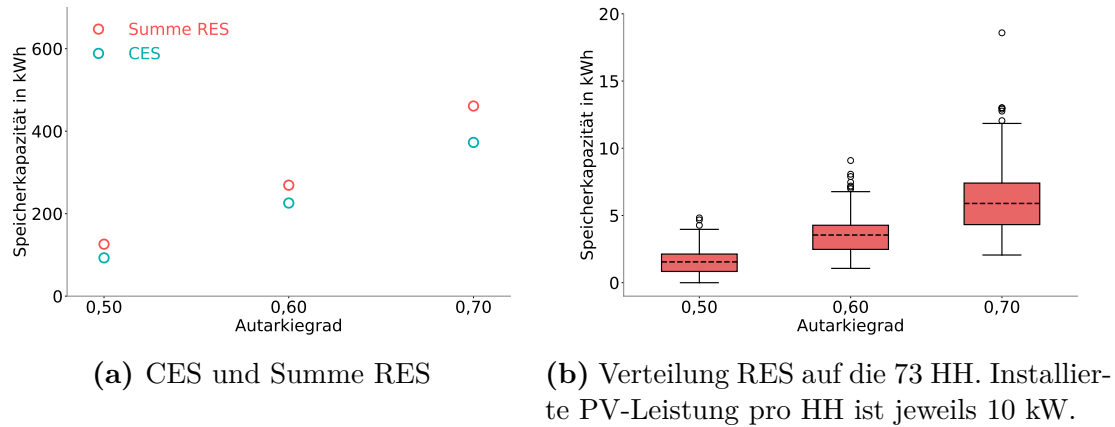 Speicherkapazität in kWh
600
400
200
0
Summe RES
CES
0,50
0,60
0,70
Autarkiegrad
Speicherkapazität in kWh
20
15
10
5
0
0,50
0,60
0,70
Autarkiegrad
(a) CES und Summe RES
(b) Verteilung RES auf die 73 HH. Installier-
te PV-Leistung pro HH ist jeweils 10 kW.